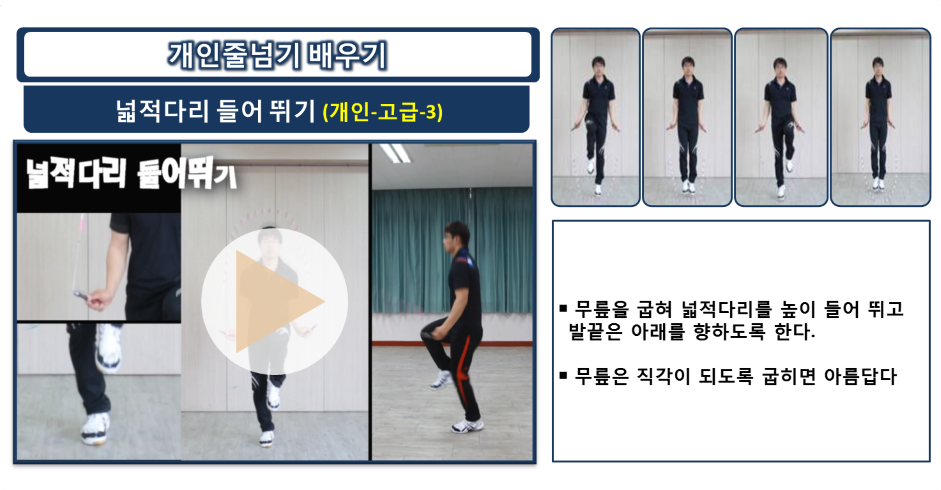 개인줄넘기 배우기
넓적다리 들어 뛰기 (개인-고급-3)
넓적다리 들어뛰기
▪ 무릎을 굽혀 넓적다리를 높이 들어 뛰고
발끝은 아래를 향하도록 한다.
▪ 무릎은 직각이 되도록 굽히면 아름답다